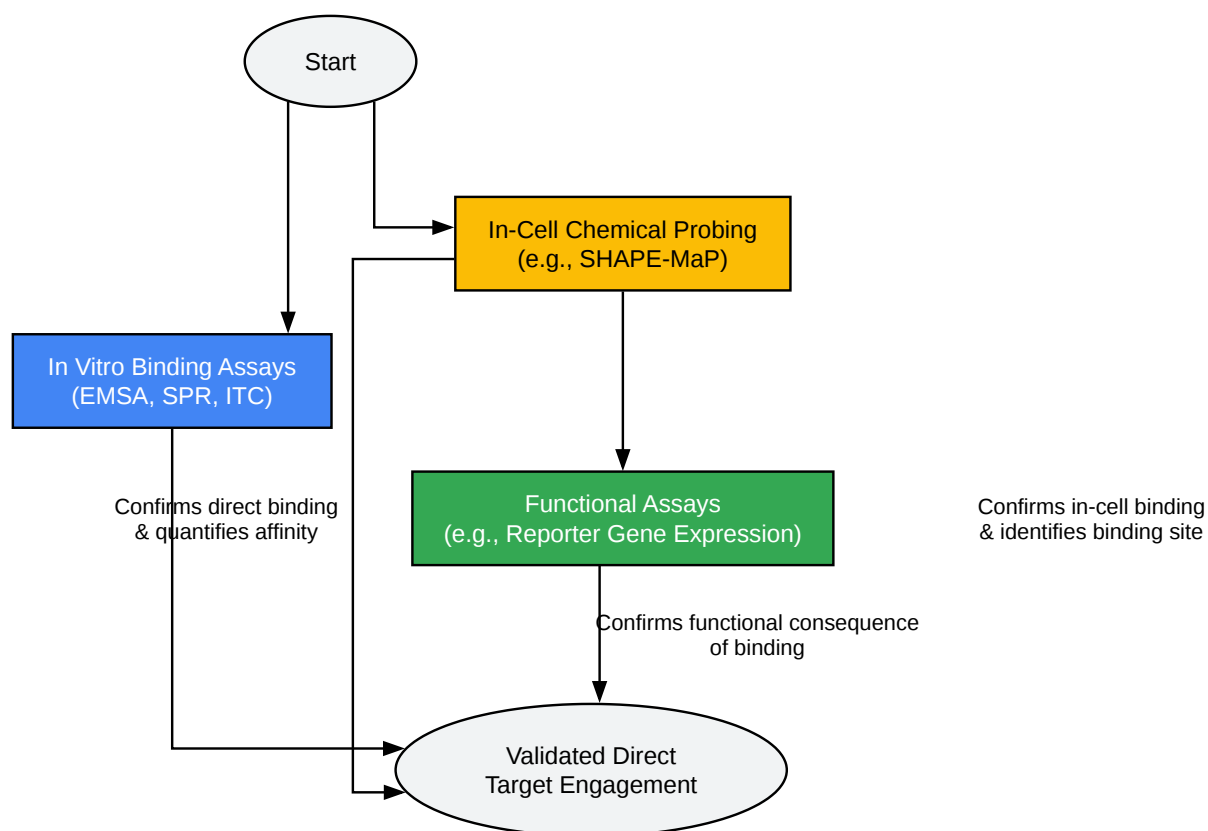 Start
In-Cell Chemical Probing
(e.g., SHAPE-MaP)
In Vitro Binding Assays
(EMSA, SPR, ITC)
Confirms direct binding
& quantifies affinity
Functional Assays
(e.g., Reporter Gene Expression)
Confirms in-cell binding
& identifies binding site
Confirms functional consequence
of binding
Validated Direct
Target Engagement